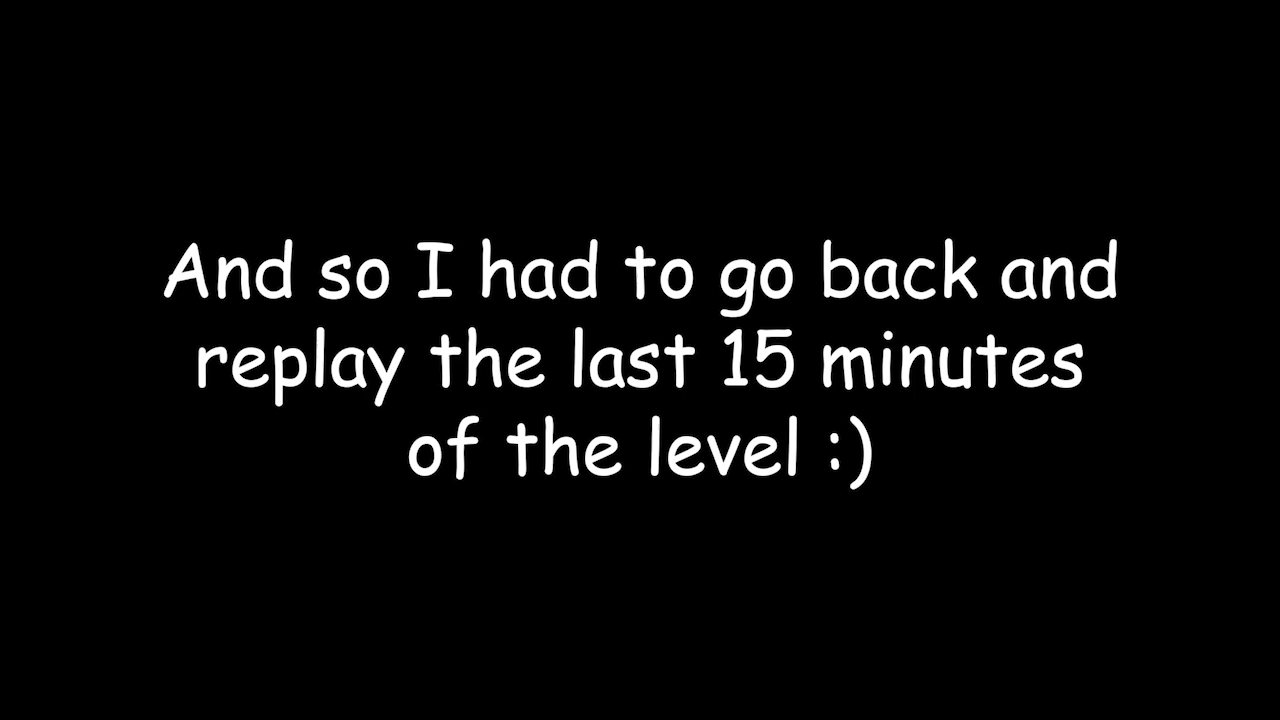 And so I had to go back and
replay the last 15 minutes
of the level :)